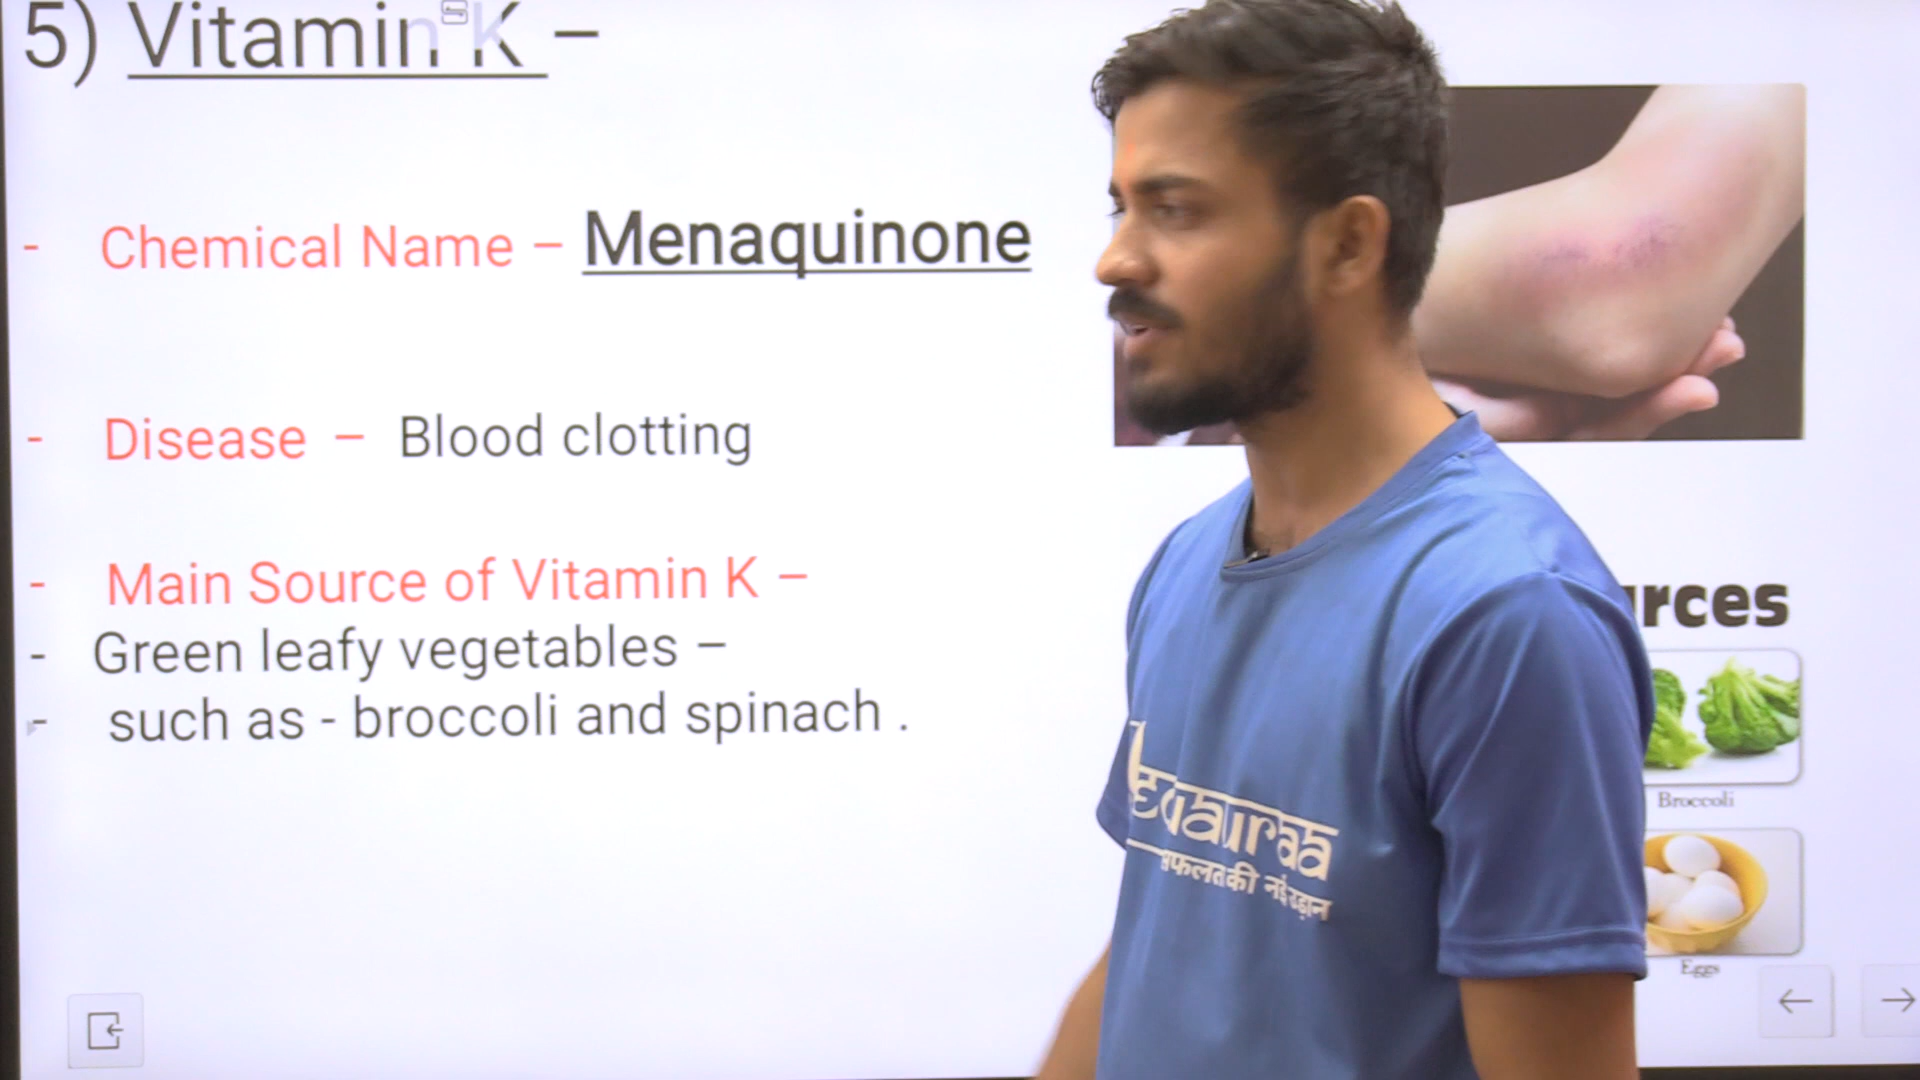 5) Vitamin K –
- Chemical Name – Menaquinone
- Disease – Blood clotting
- Main Source of Vitamin K –
- Green leafy vegetables –
- such as - broccoli and spinach .
Broccoli
Eggs